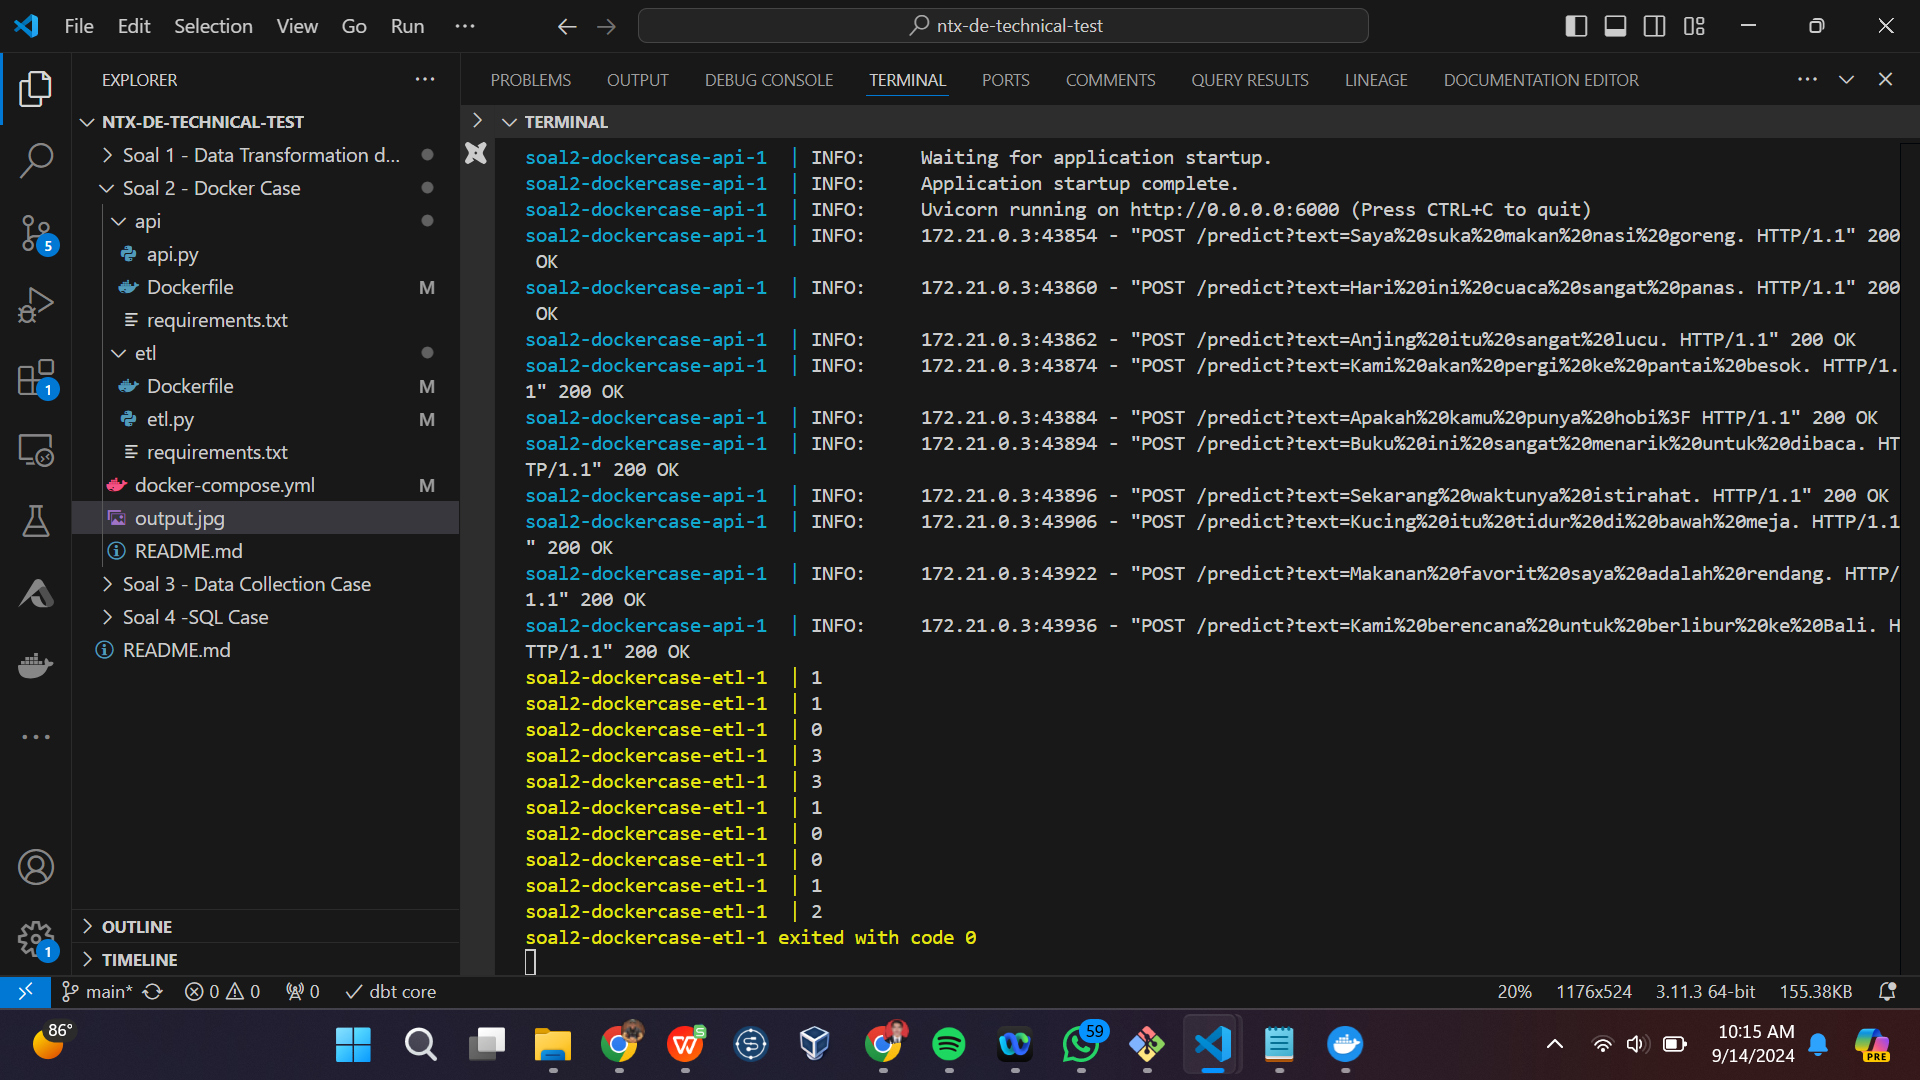 File Edit Selection View Go Run ···
ntx-de-technical-test
EXPLORER ···
NTX-DE-TECHNICAL-TEST
Soal 1 - Data Transformation d...
Soal 2 - Docker Case
api
api.py
Dockerfile M
requirements.txt
etl
Dockerfile M
etl.py M
requirements.txt
docker-compose.yml M
output.jpg
README.md
Soal 3 - Data Collection Case
Soal 4 -SQL Case
README.md
OUTLINE
TIMELINE
5
1
1
PROBLEMS OUTPUT DEBUG CONSOLE TERMINAL PORTS COMMENTS QUERY RESULTS LINEAGE DOCUMENTATION EDITOR ···
TERMINAL
soal2-dockercase-api-1 | INFO: Waiting for application startup.
soal2-dockercase-api-1 | INFO: Application startup complete.
soal2-dockercase-api-1 | INFO: Uvicorn running on http://0.0.0.0:6000 (Press CTRL+C to quit)
soal2-dockercase-api-1 | INFO: 172.21.0.3:43854 - "POST /predict?text=Saya%20suka%20makan%20nasi%20goreng. HTTP/1.1" 200
OK
soal2-dockercase-api-1 | INFO: 172.21.0.3:43860 - "POST /predict?text=Hari%20ini%20cuaca%20sangat%20panas. HTTP/1.1" 200
OK
soal2-dockercase-api-1 | INFO: 172.21.0.3:43862 - "POST /predict?text=Anjing%20itu%20sangat%20lucu. HTTP/1.1" 200 OK
soal2-dockercase-api-1 | INFO: 172.21.0.3:43874 - "POST /predict?text=Kami%20akan%20pergi%20ke%20pantai%20besok. HTTP/1.
1" 200 OK
soal2-dockercase-api-1 | INFO: 172.21.0.3:43884 - "POST /predict?text=Apakah%20kamu%20punya%20hobi%3F HTTP/1.1" 200 OK
soal2-dockercase-api-1 | INFO: 172.21.0.3:43894 - "POST /predict?text=Buku%20ini%20sangat%20menarik%20untuk%20dibaca. HT
TP/1.1" 200 OK
soal2-dockercase-api-1 | INFO: 172.21.0.3:43896 - "POST /predict?text=Sekarang%20waktunya%20istirahat. HTTP/1.1" 200 OK
soal2-dockercase-api-1 | INFO: 172.21.0.3:43906 - "POST /predict?text=Kucing%20itu%20tidur%20di%20bawah%20meja. HTTP/1.1
" 200 OK
soal2-dockercase-api-1 | INFO: 172.21.0.3:43922 - "POST /predict?text=Makanan%20favorit%20saya%20adalah%20rendang. HTTP/
1.1" 200 OK
soal2-dockercase-api-1 | INFO: 172.21.0.3:43936 - "POST /predict?text=Kami%20berencana%20untuk%20berlibur%20ke%20Bali. H
TTP/1.1" 200 OK
soal2-dockercase-etl-1 | 1
soal2-dockercase-etl-1 | 1
soal2-dockercase-etl-1 | 0
soal2-dockercase-etl-1 | 3
soal2-dockercase-etl-1 | 3
soal2-dockercase-etl-1 | 1
soal2-dockercase-etl-1 | 0
soal2-dockercase-etl-1 | 0
soal2-dockercase-etl-1 | 1
soal2-dockercase-etl-1 | 2
soal2-dockercase-etl-1 exited with code 0
main* 0 0 0 dbt core 20% 1176x524 3.11.3 64-bit 155.38KB
86° 59 PRE
10:15 AM
9/14/2024